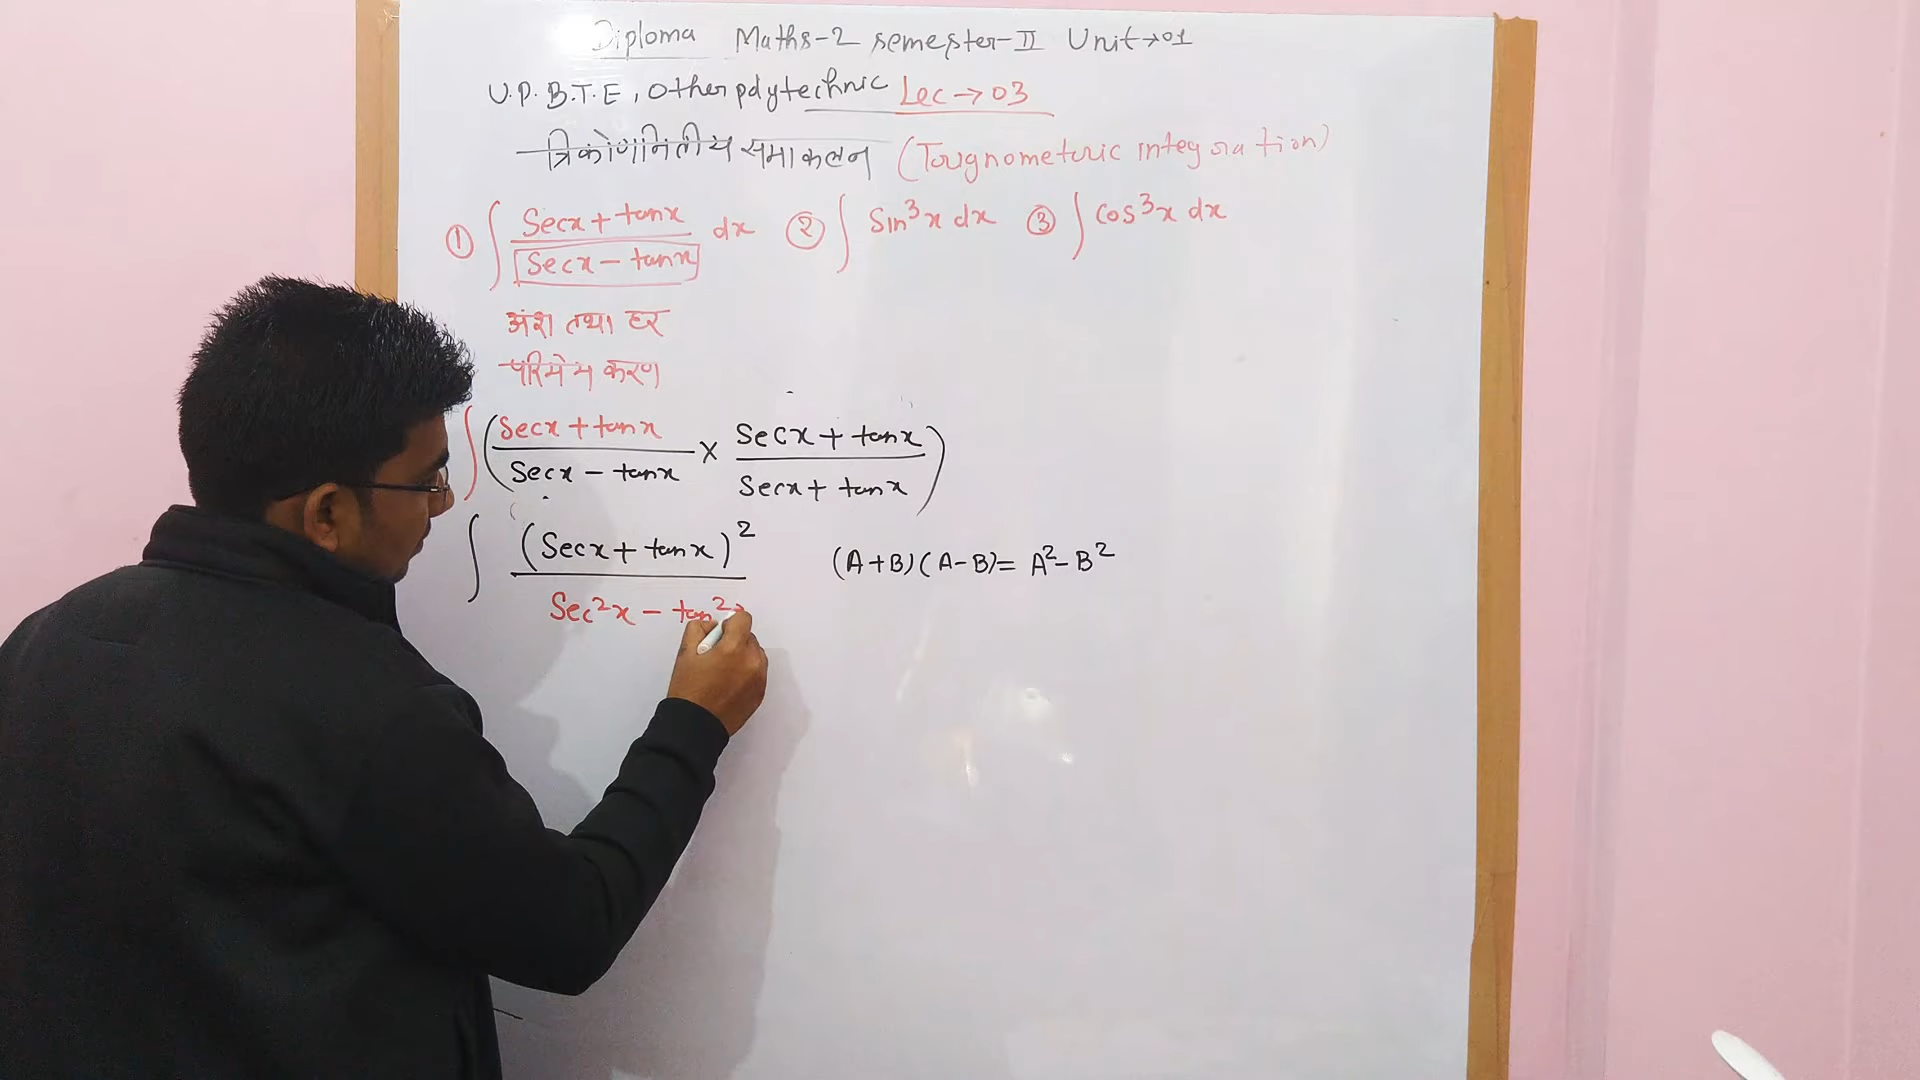 Diploma Maths-2 semester-II Unit→01
U.P.B.T.E, Other polytechnic Lec→03
त्रिकोणमितीय समाकलन (Torignometoric integration)
① ∫ Secx + tanx / Secx - tanx dx ② ∫ Sin³x dx ③ ∫ Cos³x dx
अंश तथा हर
परिमेय करण
∫ (Secx + tanx / Secx - tanx × Secx + tanx / Secx + tanx)
∫ (Secx + tanx)² / Sec²x - tan²x
(A+B)(A-B)= A²-B²